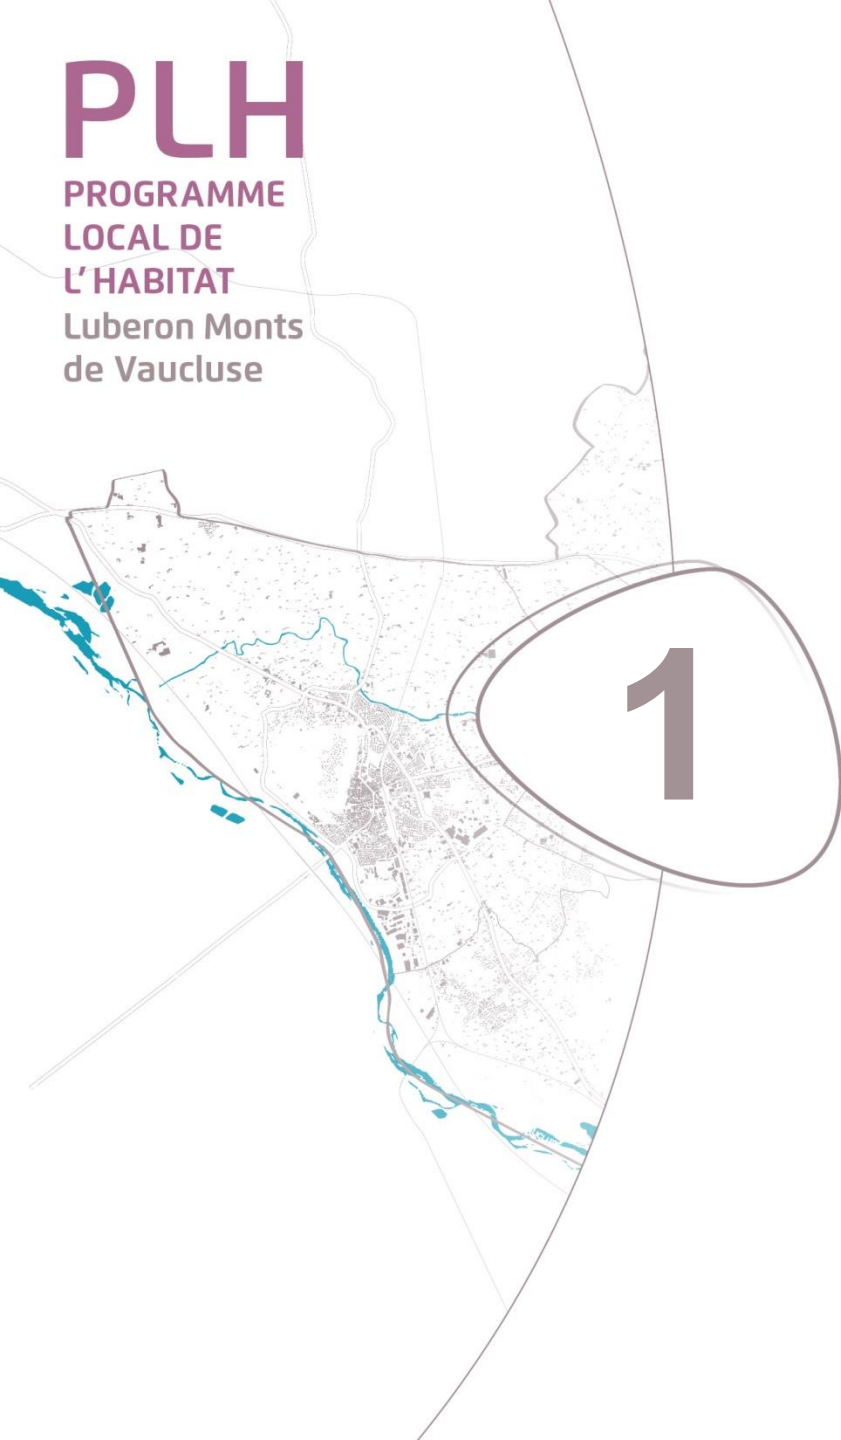 PLH
PROGRAMME
LOCAL DE
L'HABITAT
Luberon Monts
de Vaucluse
1